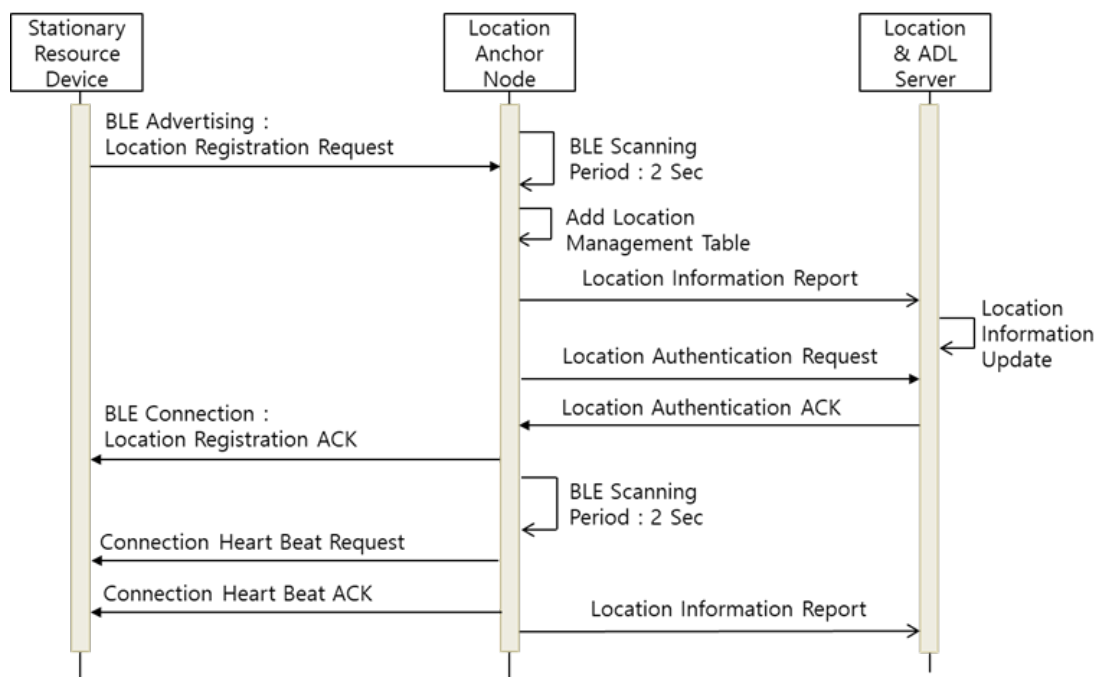 Stationary
Resource
Device
Location
Anchor
Node
Location
& ADL
Server
BLE Advertising :
Location Registration Request
BLE Scanning
Period : 2 Sec
Add Location
Management Table
Location Information Report
Location
Information
Update
Location Authentication Request
Location Authentication ACK
BLE Connection :
Location Registration ACK
BLE Scanning
Period : 2 Sec
Connection Heart Beat Request
Connection Heart Beat ACK
Location Information Report